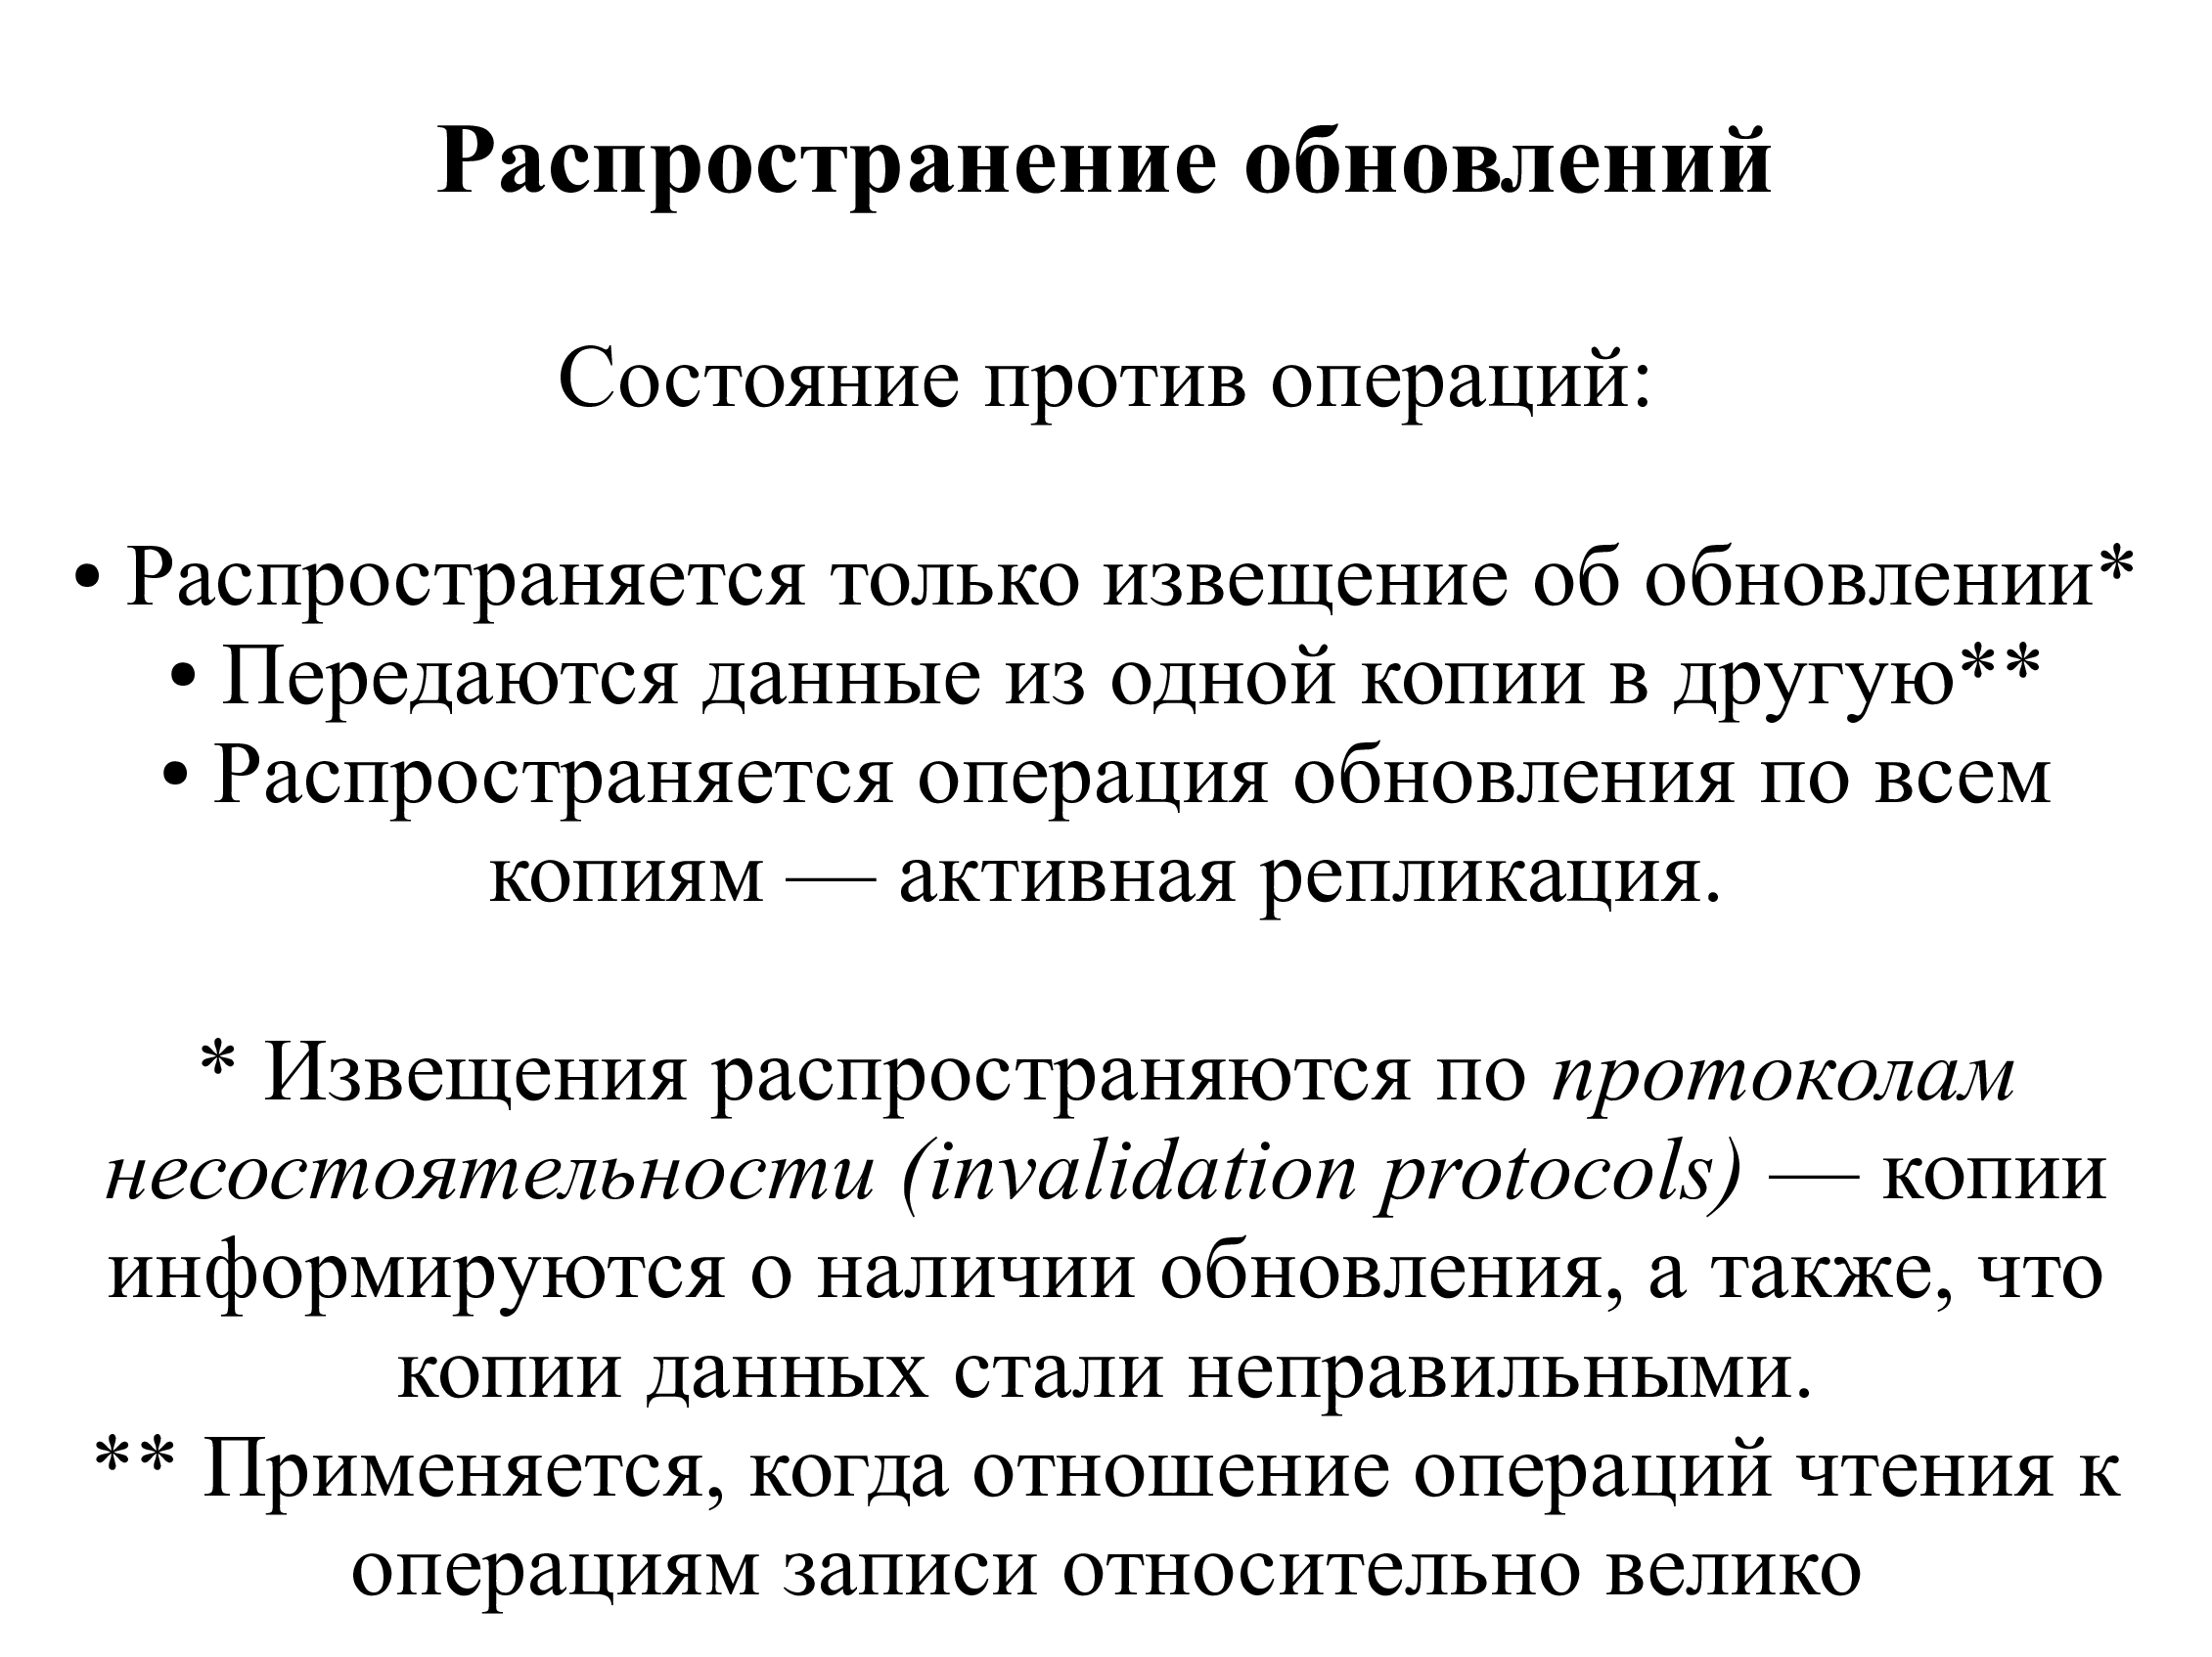 Распространение обновлений
Состояние против операций:
• Распространяется только извещение об обновлении*
• Передаются данные из одной копии в другую**
• Распространяется операция обновления по всем
копиям — активная репликация.
* Извещения распространяются по протоколам
несостоятельности (invalidation protocols) — копии
информируются о наличии обновления, а также, что
копии данных стали неправильными.
** Применяется, когда отношение операций чтения к
операциям записи относительно велико